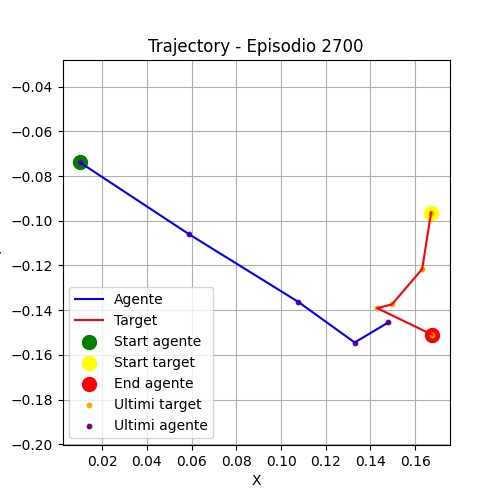 Trajectory - Episodio 2700
−0.04
−0.06
−0.08
−0.10
−0.12
−0.14
−0.16
−0.18
−0.20
Agente
Target
Start agente
Start target
End agente
Ultimi target
Ultimi agente
0.02 0.04 0.06 0.08 0.10 0.12 0.14 0.16
X